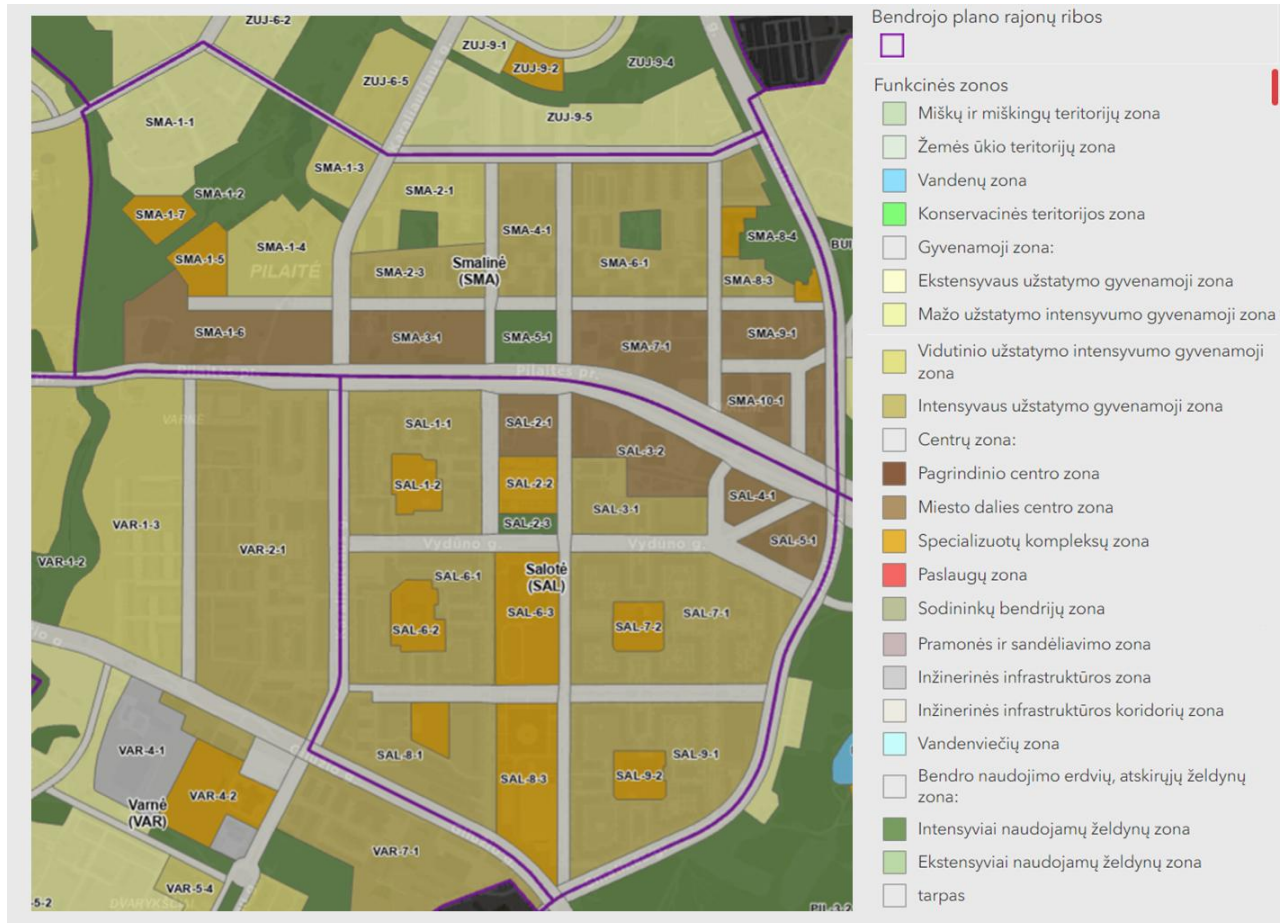 ZUJ-6-2
ZUJ-9-1
ZUJ-9-2
ZUJ-9-4
ZUJ-6-5
ZUJ-9-5
SMA-1-1
SMA-1-3
SMA-1-2
SMA-2-1
SMA-1-7
SMA-4-1
SMA-8-4
BUI
SMA-1-4
SMA-1-5
PILAITĖ
SMA-2-3
Smalinė
(SMA)
SMA-6-1
SMA-8-3
SMA-1-6
SMA-3-1
SMA-5-1
SMA-7-1
SMA-9-1
pr.
Pilaitės pr.
Pilaitės pr.
SMA-10-1
VARNĖ
SAL-1-1
SAL-2-1
SAL-3-2
SAL-1-2
SAL-2-2
SAL-4-1
SAL-3-1
VAR-1-3
SAL-2-3
SAL-5-1
Vydūno g.
Vydūno g.
VAR-2-1
VAR-1-2
Salotė
(SAL)
SAL-6-1
SAL-6-3
SAL-7-1
SAL-6-2
SAL-7-2
VAR-4-1
SAL-8-1
SAL-9-1
SAL-8-3
SAL-9-2
VAR-4-2
Varnė
(VAR)
VAR-7-1
VAR-5-4
-5-2
DVARYKŠČIAI
PIL-3-2
Bendrojo plano rajonų ribos
Funkcinės zonos
Miškų ir miškingų teritorijų zona
Žemės ūkio teritorijų zona
Vandenų zona
Konservacinės teritorijos zona
Gyvenamoji zona:
Ekstensyvaus užstatymo gyvenamoji zona
Mažo užstatymo intensyvumo gyvenamoji zona
Vidutinio užstatymo intensyvumo gyvenamoji
zona
Intensyvaus užstatymo gyvenamoji zona
Centrų zona:
Pagrindinio centro zona
Miesto dalies centro zona
Specializuotų kompleksų zona
Paslaugų zona
Sodininkų bendrijų zona
Pramonės ir sandėliavimo zona
Inžinerinės infrastruktūros zona
Inžinerinės infrastruktūros koridorių zona
Vandenviečių zona
Bendro naudojimo erdvių, atskirųjų želdynų
zona:
Intensyviai naudojamų želdynų zona
Ekstensyviai naudojamų želdynų zona
tarpas